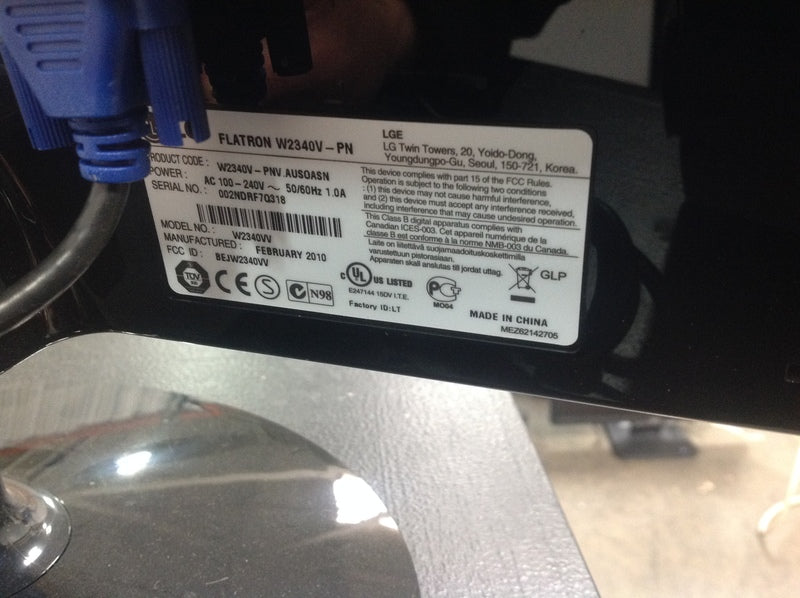 FLATRON W2340V-PN
LGE
LG Twin Towers, 20, Yoido-Dong,
Youngdungpo-Gu, Seoul, 150-721, Korea.
RODUCT CODE : W2340V-PNV.AUSOASN
POWER : AC 100-240V ~ 50/60Hz 1.0A
SERIAL NO. : 002NDRF7Q318
MODEL NO. : W2340VV
MANUFACTURED : FEBRUARY 2010
FCC ID : BEJW2340VV
This device complies with part 15 of the FCC Rules.
Operation is subject to the following two conditions
: (1) this device may not cause harmful interference,
and (2) this device must accept any interference received,
including interference that may cause undesired operation.
This Class B digital apparatus complies with
Canadian ICES-003. Cet appareil numérique de la
classe B est conforme à la norme NMB-003 du Canada.
Laite on liitettävä suojamaadoituskoskettimilla
varustettuun pistorasiaan.
Apparaten skall anslutas till jordat uttag.
TÜV
CE
S
N98
c UL US LISTED
E247144 15DV I.T.E.
Factory ID:LT
MO04
GLP
MADE IN CHINA
MEZ62142705